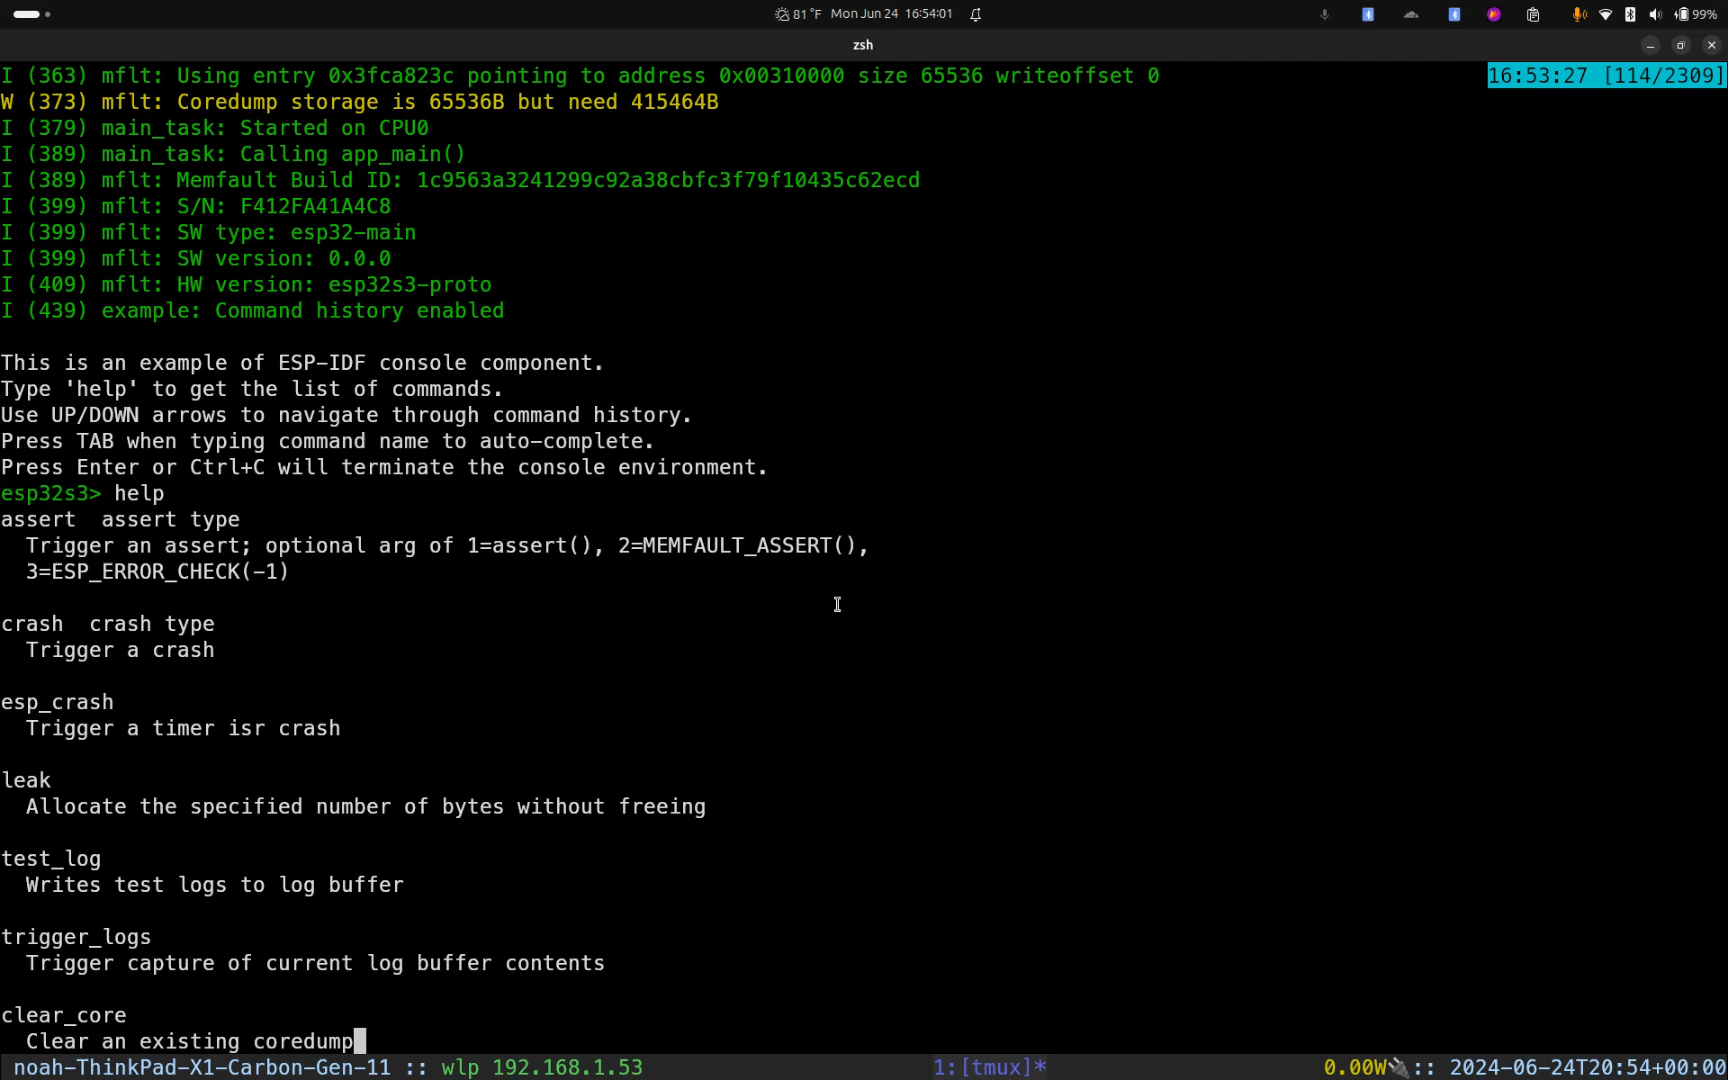 81 °F Mon Jun 24 16:54:01
99%
zsh
I (363) mflt: Using entry 0x3fca823c pointing to address 0x00310000 size 65536 writeoffset 0
16:53:27 [114/2309]
W (373) mflt: Coredump storage is 65536B but need 415464B
I (379) main_task: Started on CPU0
I (389) main_task: Calling app_main()
I (389) mflt: Memfault Build ID: 1c9563a3241299c92a38cbfc3f79f10435c62ecd
I (399) mflt: S/N: F412FA41A4C8
I (399) mflt: SW type: esp32-main
I (399) mflt: SW version: 0.0.0
I (409) mflt: HW version: esp32s3-proto
I (439) example: Command history enabled
This is an example of ESP-IDF console component.
Type 'help' to get the list of commands.
Use UP/DOWN arrows to navigate through command history.
Press TAB when typing command name to auto-complete.
Press Enter or Ctrl+C will terminate the console environment.
esp32s3> help
assert  assert type
  Trigger an assert; optional arg of 1=assert(), 2=MEMFAULT_ASSERT(),
  3=ESP_ERROR_CHECK(-1)
crash  crash type
  Trigger a crash
esp_crash
  Trigger a timer isr crash
leak
  Allocate the specified number of bytes without freeing
test_log
  Writes test logs to log buffer
trigger_logs
  Trigger capture of current log buffer contents
clear_core
  Clear an existing coredump
noah-ThinkPad-X1-Carbon-Gen-11 :: wlp 192.168.1.53
1:[tmux]*
0.00W🔌:: 2024-06-24T20:54+00:00